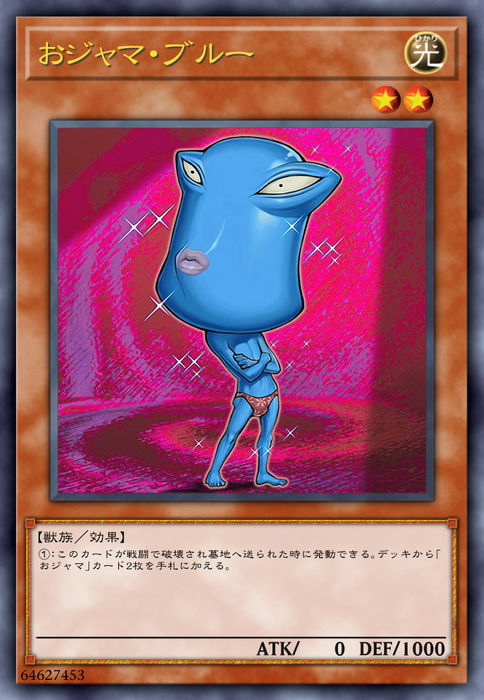 おジャマ・ブルー
ひかり
光
【獣族／効果】
①：このカードが戦闘で破壊され墓地へ送られた時に発動できる。デッキから「
おジャマ」カード2枚を手札に加える。
ATK/ 0 DEF/1000
64627453